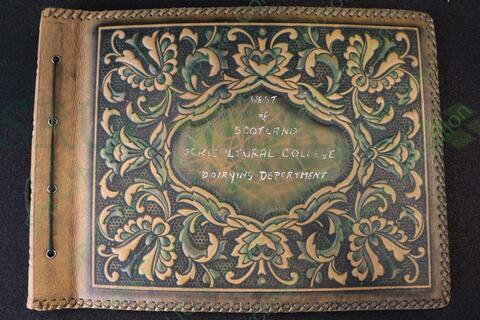 WEST
of
SCOTLAND
AGRICULTURAL COLLEGE
DAIRYING DEPARTMENT